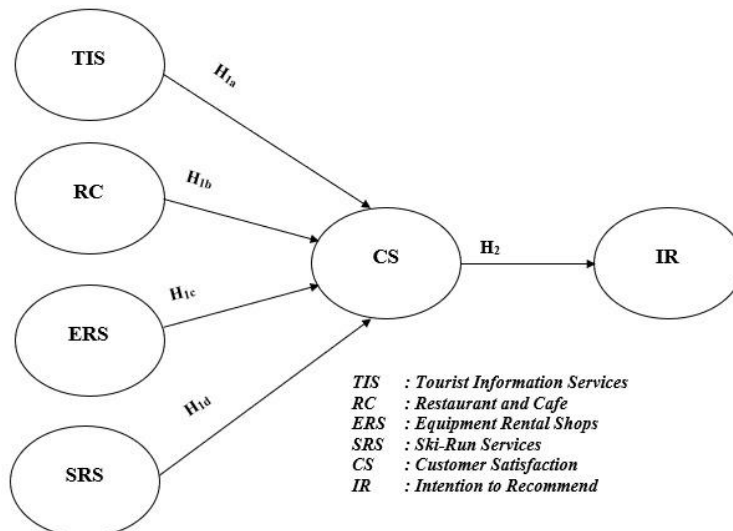 TIS
H1a
RC
H1b
CS
H2
IR
ERS
H1c
SRS
H1d
TIS : Tourist Information Services
RC : Restaurant and Cafe
ERS : Equipment Rental Shops
SRS : Ski-Run Services
CS : Customer Satisfaction
IR : Intention to Recommend